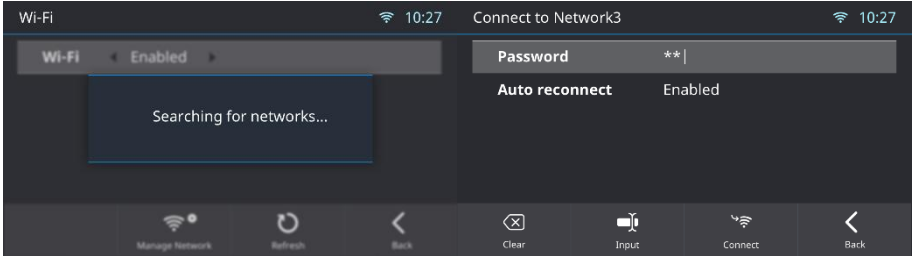 Wi-Fi 10:27
Wi-Fi Enabled
Searching for networks...
Manage Network Refresh Back
Connect to Network3 10:27
Password **|
Auto reconnect Enabled
Clear Input Connect Back